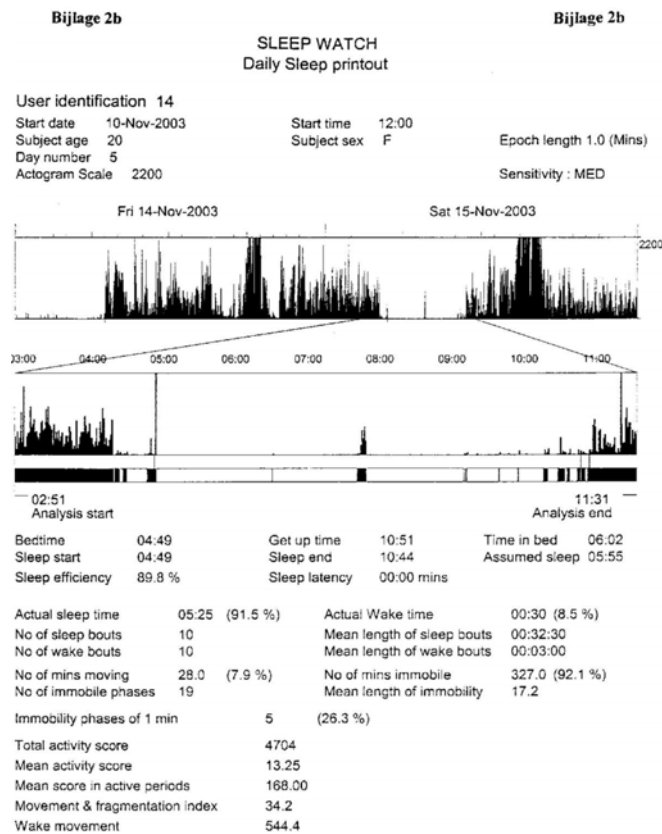 Bijlage 2b Bijlage 2b
SLEEP WATCH
Daily Sleep printout
User identification 14
Start date 10-Nov-2003 Start time 12:00
Subject age 20 Subject sex F Epoch length 1.0 (Mins)
Day number 5
Actogram Scale 2200 Sensitivity : MED
Fri 14-Nov-2003 Sat 15-Nov-2003
2200
03:00 04:00 05:00 06:00 07:00 08:00 09:00 10:00 11:00
02:51 11:31
Analysis start Analysis end
Bedtime 04:49 Get up time 10:51 Time in bed 06:02
Sleep start 04:49 Sleep end 10:44 Assumed sleep 05:55
Sleep efficiency 89.8 % Sleep latency 00:00 mins
Actual sleep time 05:25 (91.5 %) Actual Wake time 00:30 (8.5 %)
No of sleep bouts 10 Mean length of sleep bouts 00:32:30
No of wake bouts 10 Mean length of wake bouts 00:03:00
No of mins moving 28.0 (7.9 %) No of mins immobile 327.0 (92.1 %)
No of immobile phases 19 Mean length of immobility 17.2
Immobility phases of 1 min 5 (26.3 %)
Total activity score 4704
Mean activity score 13.25
Mean score in active periods 168.00
Movement & fragmentation index 34.2
Wake movement 544.4